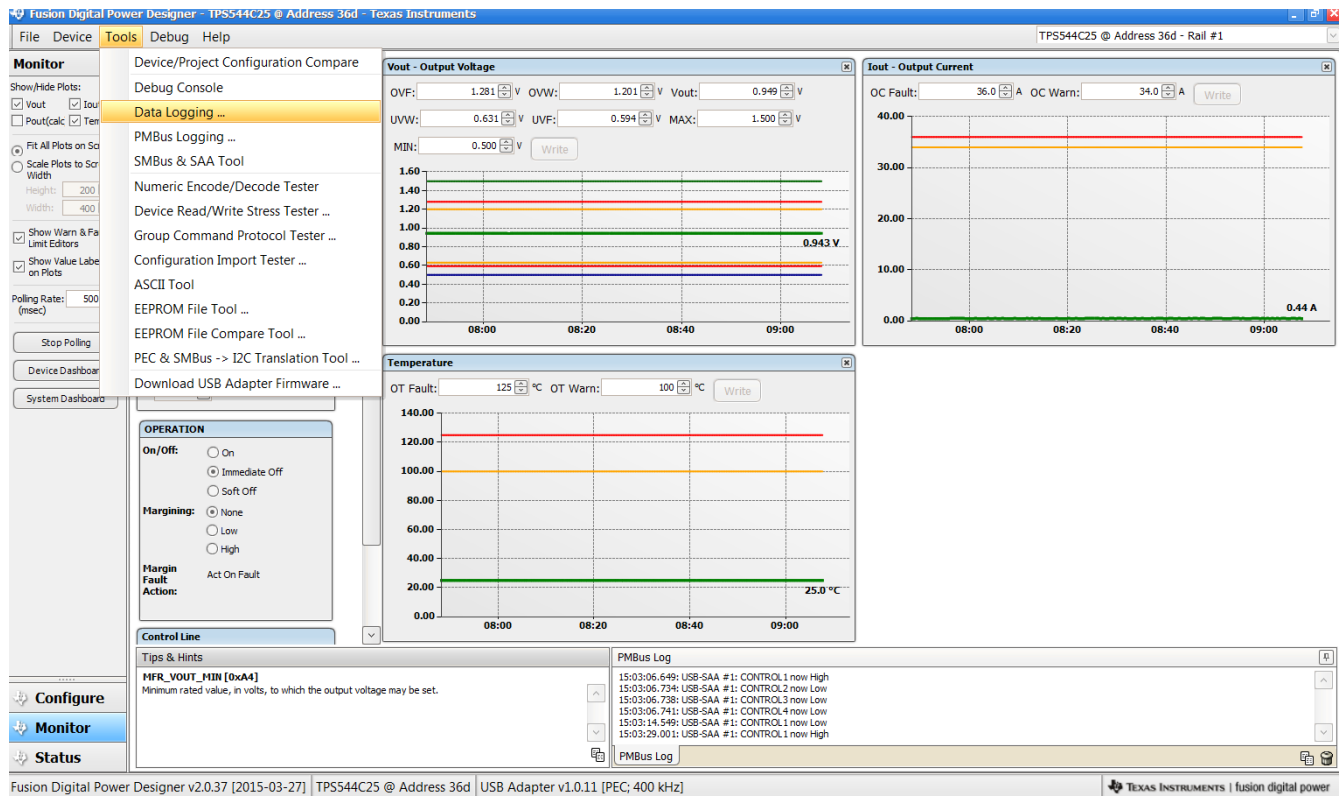 Fusion Digital Power Designer - TPS544C25 @ Address 36d - Texas Instruments
File Device Tools Debug Help
TPS544C25 @ Address 36d - Rail #1
Monitor
Show/Hide Plots:
Vout
Pout(calc
Fit All Plots on
Scale Plots to Scr
Width
Height: 200
Width: 400
Show Warn &
Limit Editors
Show Value Labe
on Plots
Polling Rate: 500
(msec)
Stop Polling
Device Dashboar
System Dashboard
Device/Project Configuration Compare
Debug Console
Data Logging ...
PMBus Logging ...
SMBus & SAA Tool
Numeric Encode/Decode Tester
Device Read/Write Stress Tester ...
Group Command Protocol Tester ...
Configuration Import Tester ...
ASCII Tool
EEPROM File Tool ...
EEPROM File Compare Tool ...
PEC & SMBus -> I2C Translation Tool ...
Download USB Adapter Firmware ...
OPERATION
On/Off: On
Immediate Off
Soft Off
Margining: None
Low
High
Margin
Fault
Action:
Act On Fault
Control Line
Vout - Output Voltage
OVF: 1.281 V OVW: 1.201 V Vout: 0.949 V
UVW: 0.631 V UVF: 0.594 V MAX: 1.500 V
MIN: 0.500 V Write
1.60
1.40
1.20
1.00
0.80
0.60
0.40
0.20
0.00
0.943 V
08:00 08:20 08:40 09:00
Iout - Output Current
OC Fault: 36.0 A OC Warn: 34.0 A Write
40.00
30.00
20.00
10.00
0.00
0.44 A
08:00 08:20 08:40 09:00
Temperature
OT Fault: 125 °C OT Warn: 100 °C Write
140.00
120.00
100.00
80.00
60.00
40.00
20.00
0.00
25.0 °C
08:00 08:20 08:40 09:00
Tips & Hints
MFR_VOUT_MIN [0xA4]
Minimum rated value, in volts, to which the output voltage may be set.
PMBus Log
15:03:06.649: USB-SAA #1: CONTROL1 now High
15:03:06.734: USB-SAA #1: CONTROL2 now Low
15:03:06.738: USB-SAA #1: CONTROL3 now Low
15:03:06.741: USB-SAA #1: CONTROL4 now Low
15:03:14.549: USB-SAA #1: CONTROL1 now Low
15:03:29.001: USB-SAA #1: CONTROL1 now High
PMBus Log
Configure
Monitor
Status
Fusion Digital Power Designer v2.0.37 [2015-03-27] TPS544C25 @ Address 36d USB Adapter v1.0.11 [PEC; 400 kHz]
TEXAS INSTRUMENTS | fusion digital power